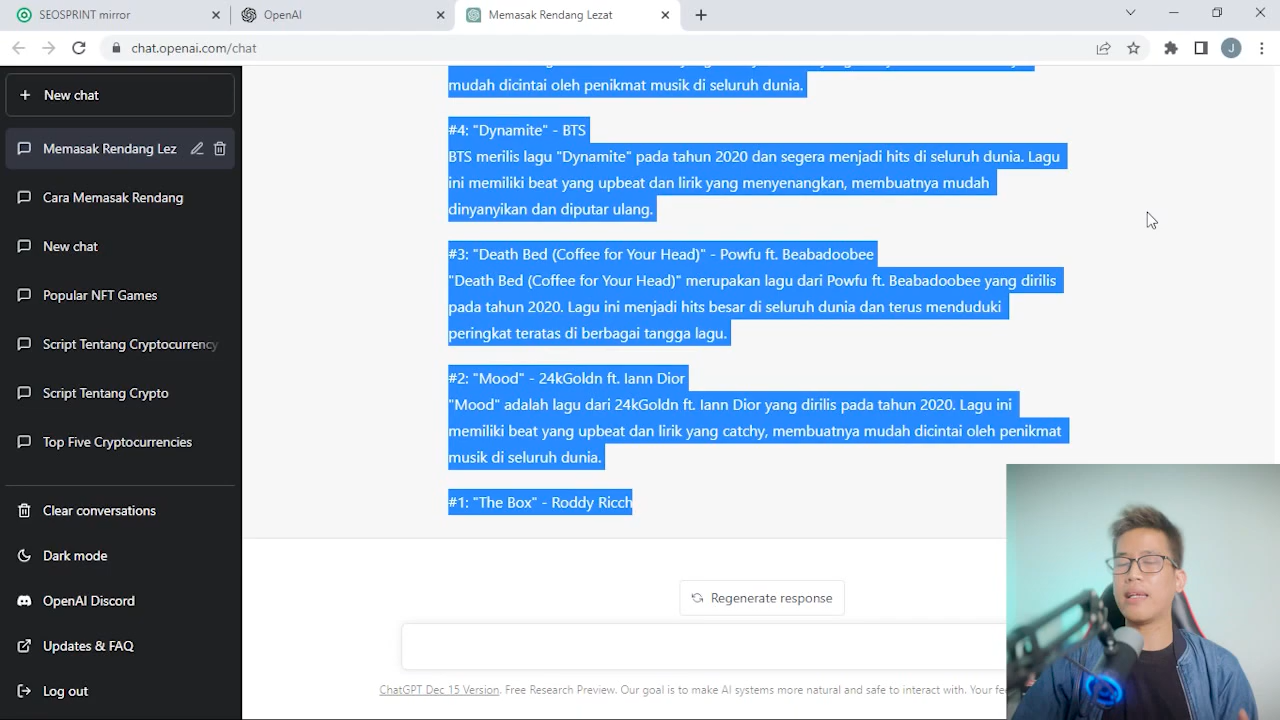 SEOSPRINT mirror
OpenAI
Memasak Rendang Lezat
chat.openai.com/chat
J
New chat
Memasak Rendang Lez
Cara Memasak Rendang
New chat
Popular NFT Games
Script Tentang Cryptocurrency
Script Tentang Crypto
Top Five Cryptocurrencies
Clear conversations
Dark mode
OpenAI Discord
Updates & FAQ
Log out
mudah dicintai oleh penikmat musik di seluruh dunia.
#4: "Dynamite" - BTS
BTS merilis lagu "Dynamite" pada tahun 2020 dan segera menjadi hits di seluruh dunia. Lagu
ini memiliki beat yang upbeat dan lirik yang menyenangkan, membuatnya mudah
dinyanyikan dan diputar ulang.
#3: "Death Bed (Coffee for Your Head)" - Powfu ft. Beabadoobee
"Death Bed (Coffee for Your Head)" merupakan lagu dari Powfu ft. Beabadoobee yang dirilis
pada tahun 2020. Lagu ini menjadi hits besar di seluruh dunia dan terus menduduki
peringkat teratas di berbagai tangga lagu.
#2: "Mood" - 24kGoldn ft. Iann Dior
"Mood" adalah lagu dari 24kGoldn ft. Iann Dior yang dirilis pada tahun 2020. Lagu ini
memiliki beat yang upbeat dan lirik yang catchy, membuatnya mudah dicintai oleh penikmat
musik di seluruh dunia.
#1: "The Box" - Roddy Ricch
Regenerate response
ChatGPT Dec 15 Version. Free Research Preview. Our goal is to make AI systems more natural and safe to interact with. Your fee